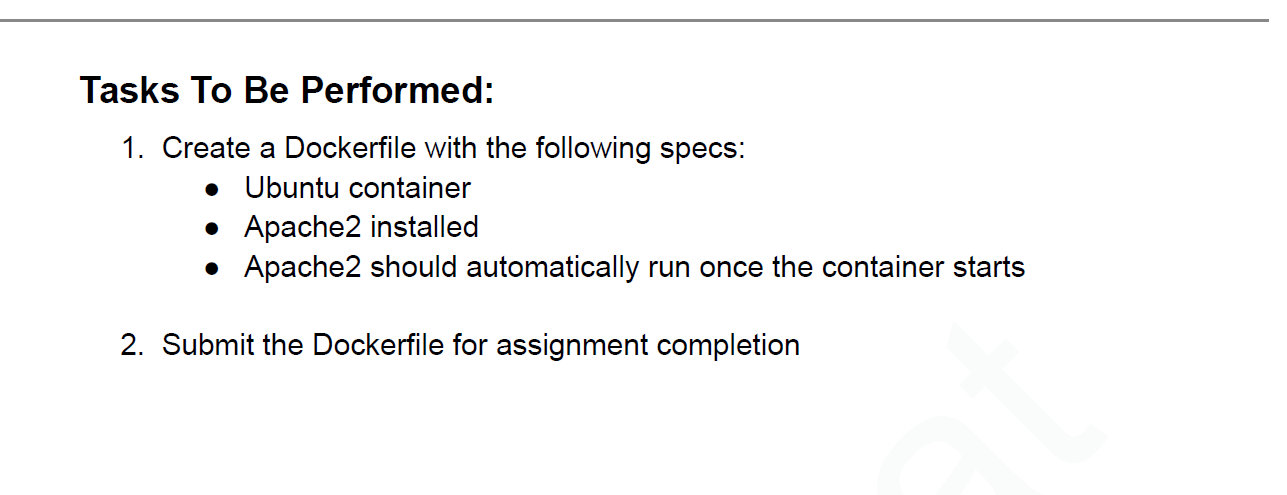 Tasks To Be Performed:
1. Create a Dockerfile with the following specs:
● Ubuntu container
● Apache2 installed
● Apache2 should automatically run once the container starts
2. Submit the Dockerfile for assignment completion
at